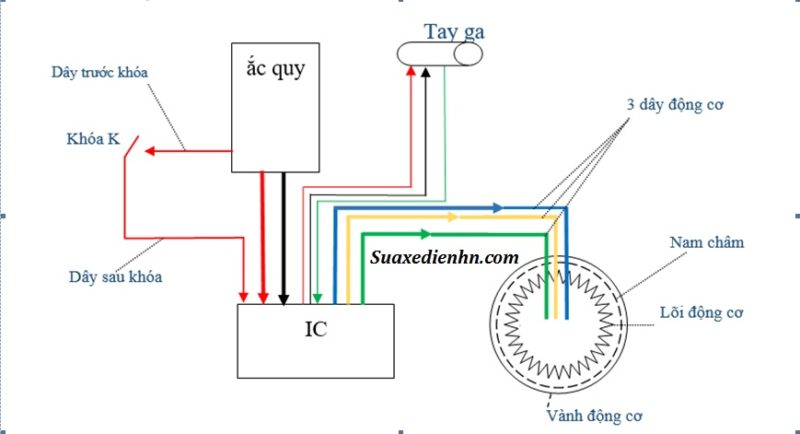 Tay ga
ắc quy
Dây trước khóa
3 dây động cơ
Khóa K
Nam châm
Suaxedienhn.com
Dây sau khóa
Lõi động cơ
IC
Vành động cơ